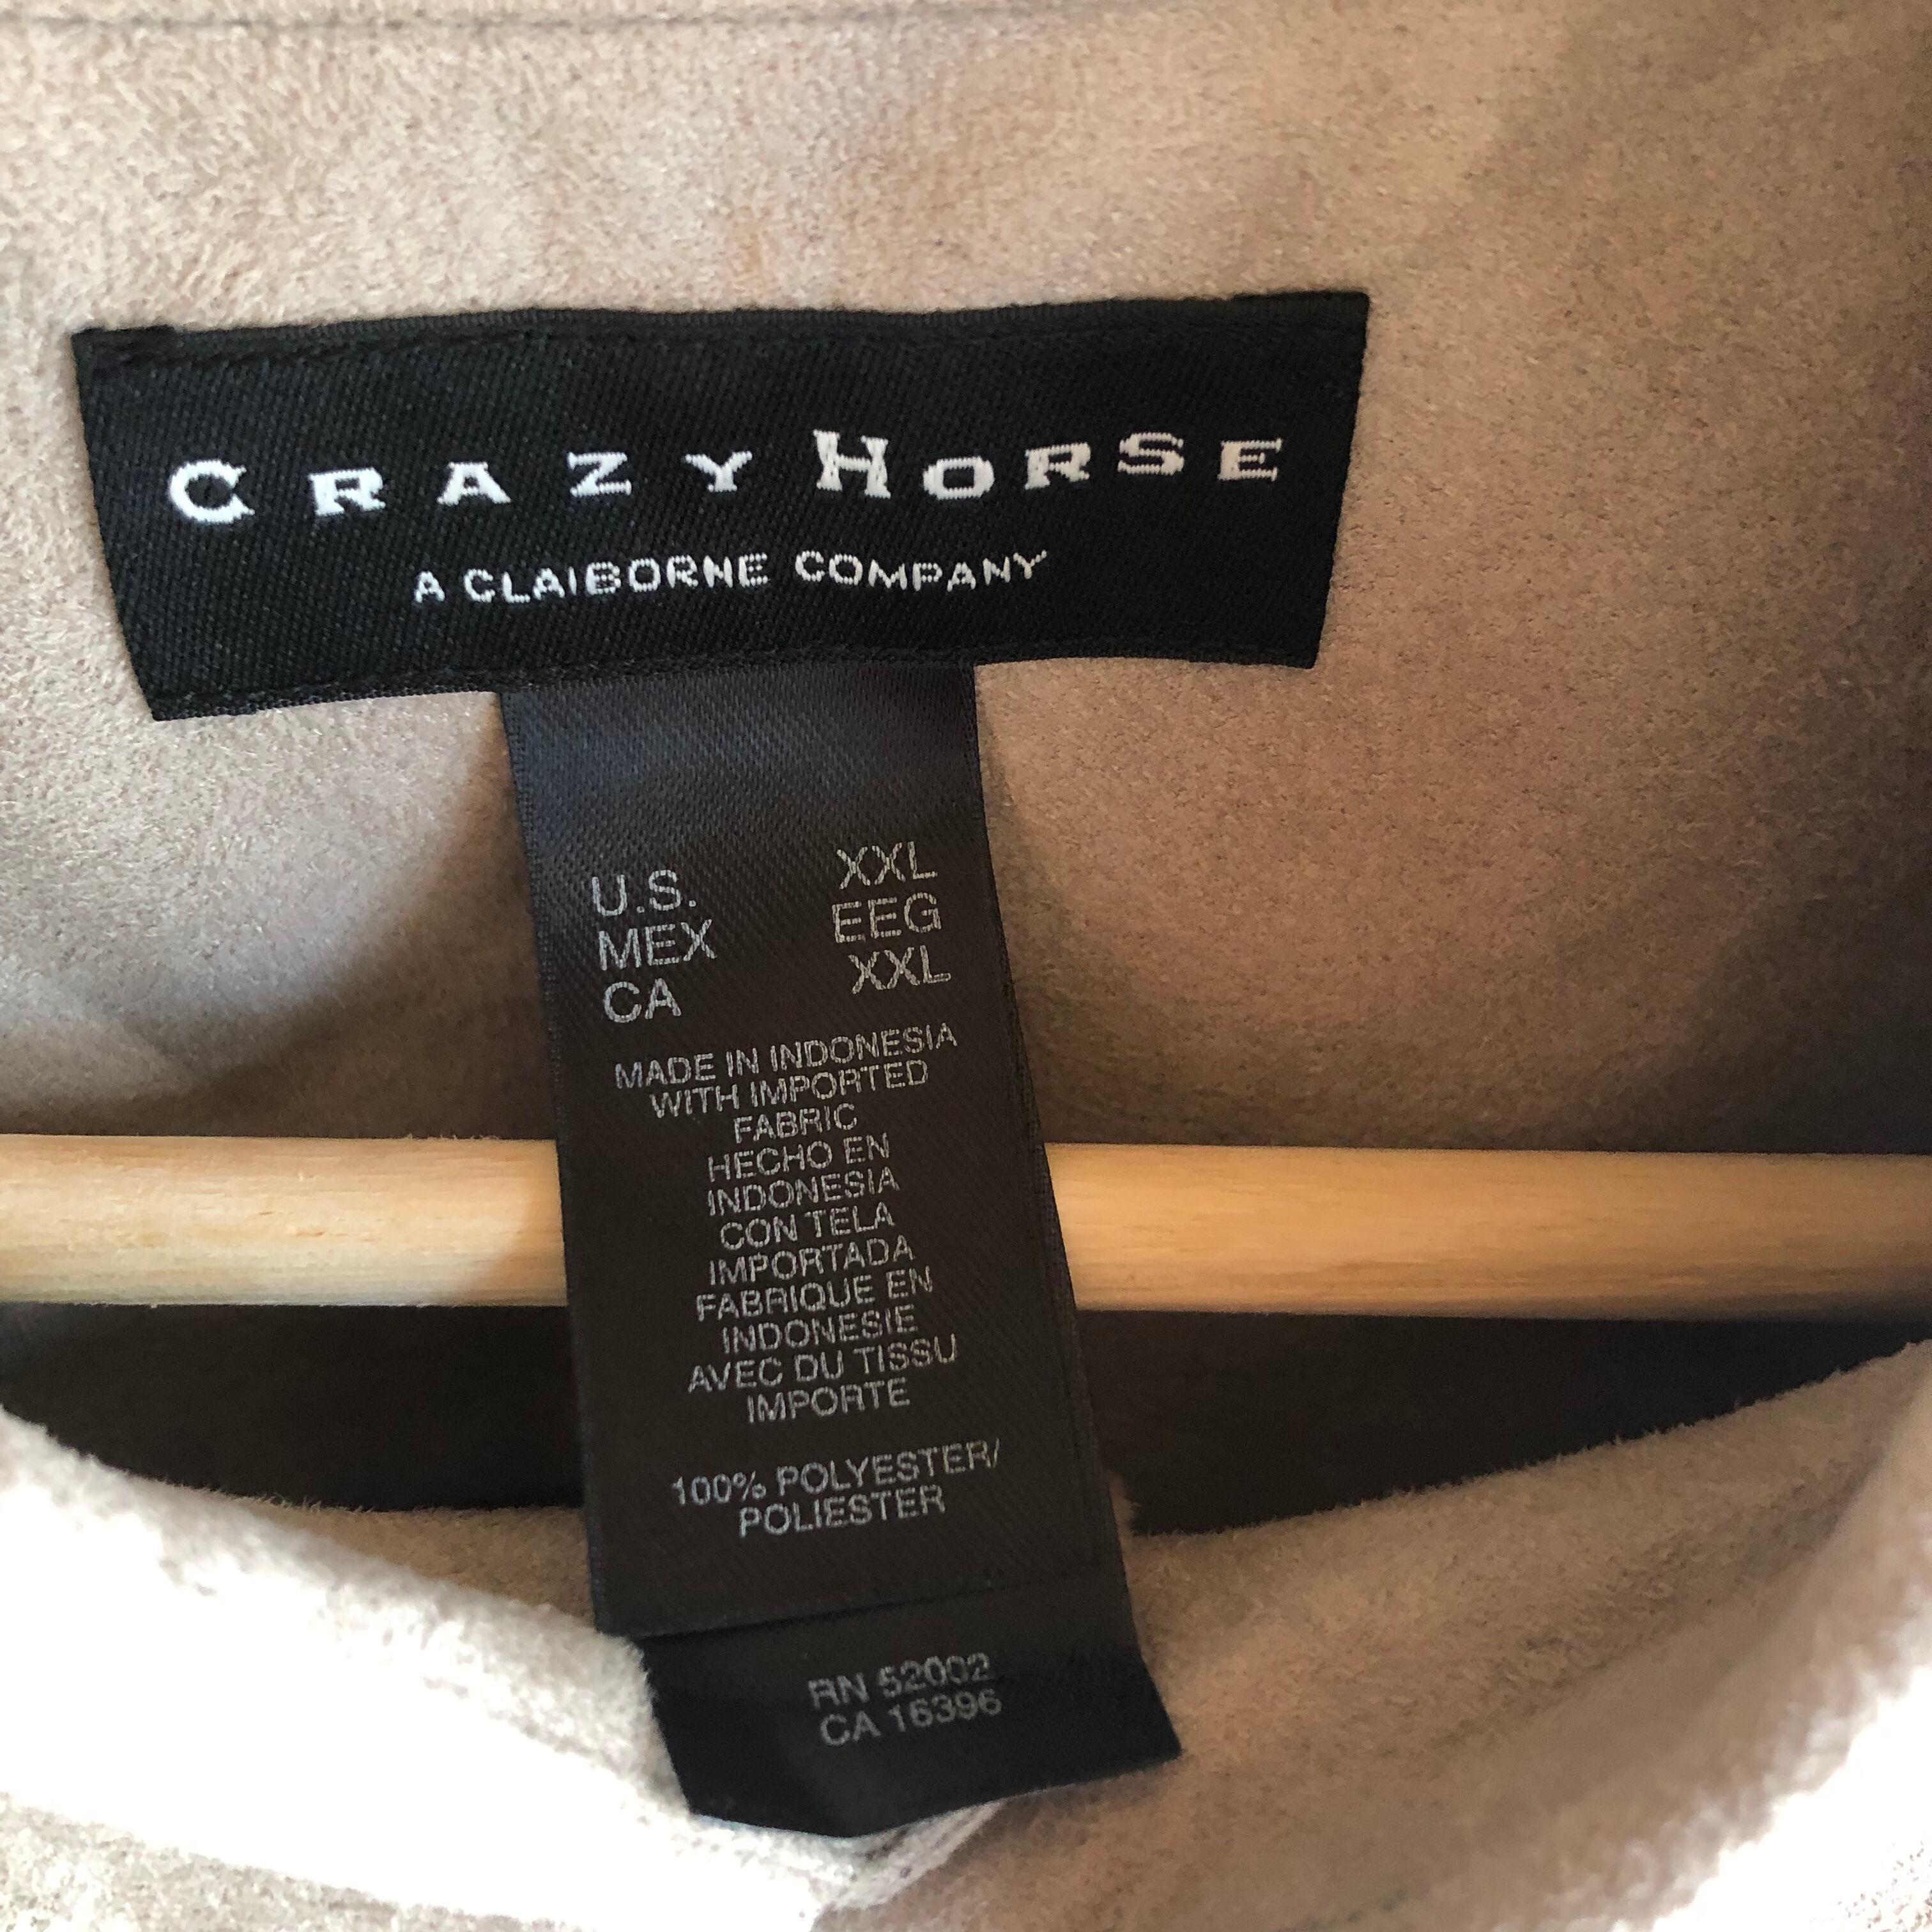 CRAZY HORSE
A CLAIBORNE COMPANY
U.S. XXL
MEX EEG
CA XXL
MADE IN INDONESIA
WITH IMPORTED
FABRIC
HECHO EN
INDONESIA
CON TELA
IMPORTADA
FABRIQUE EN
INDONESIE
AVEC DU TISSU
IMPORTE
100% POLYESTER/
POLIESTER
RN 52002
CA 16396